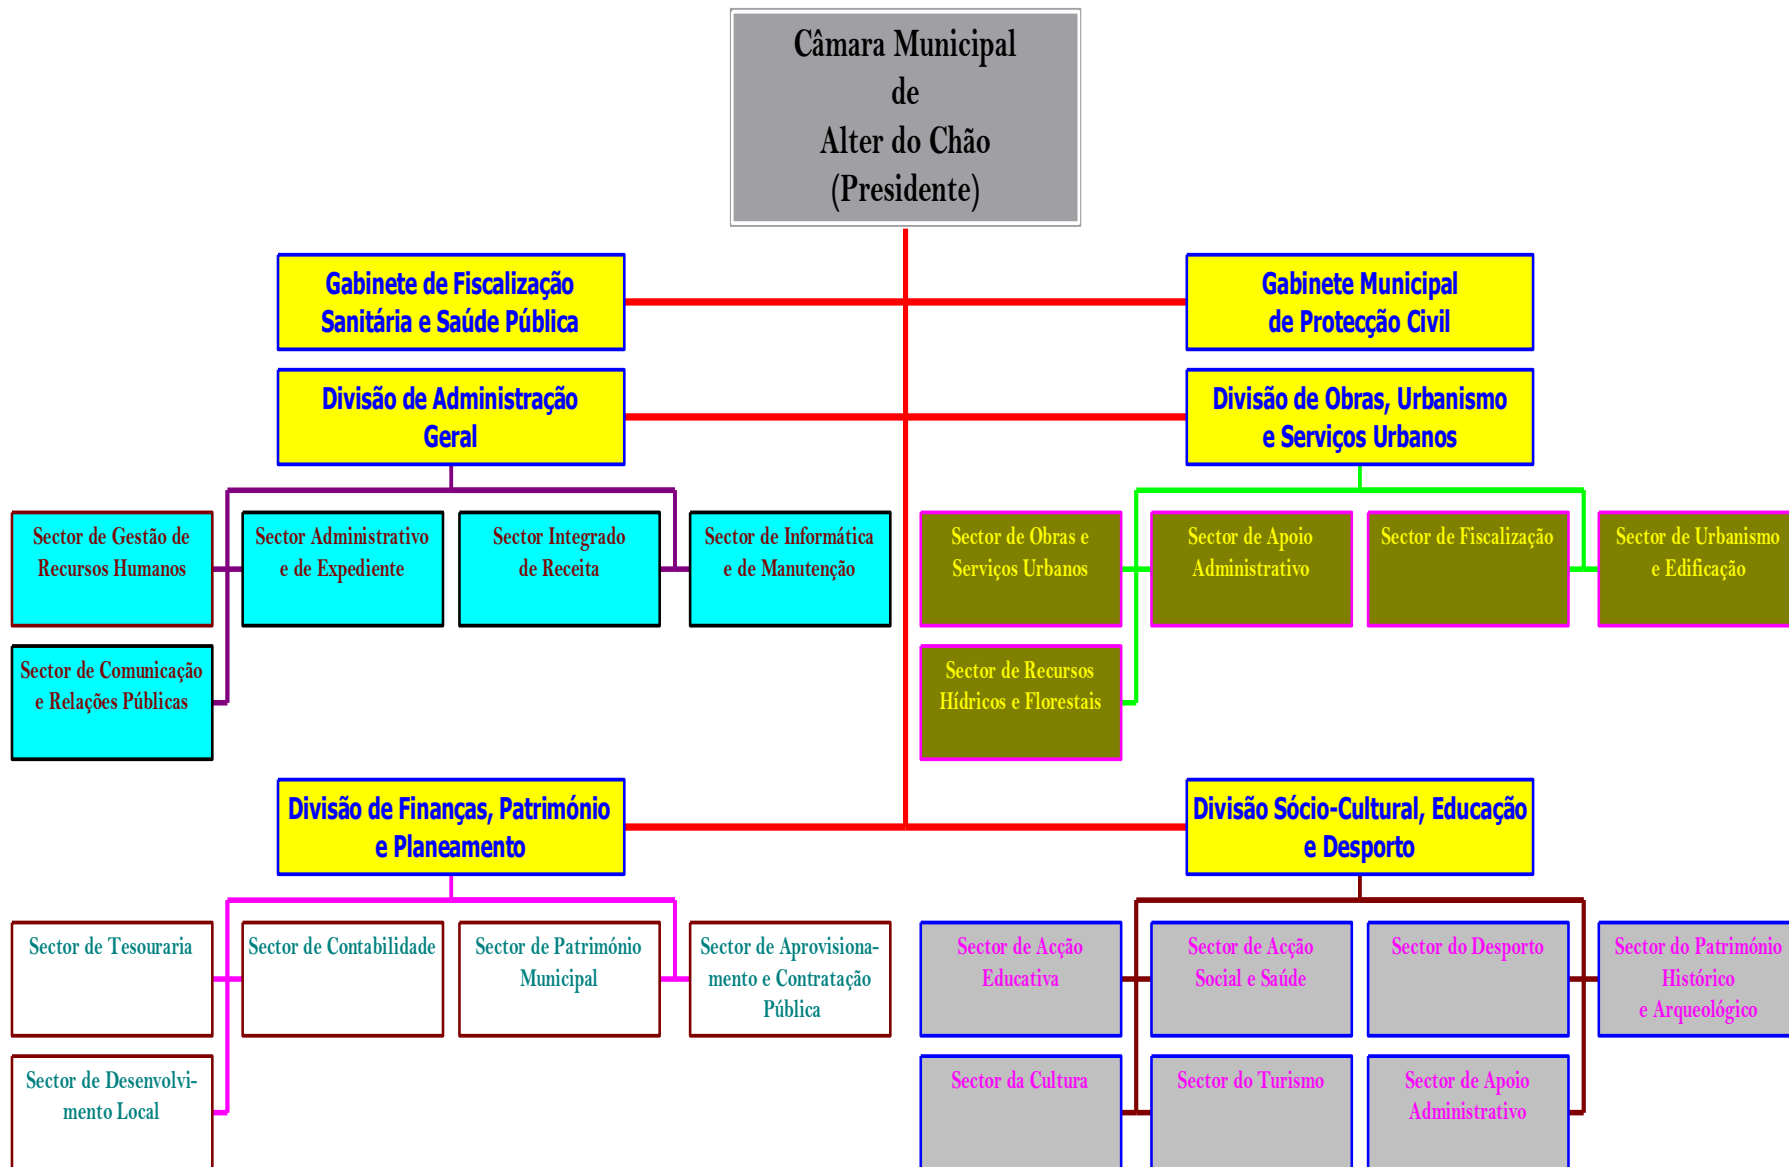 Câmara Municipal
de
Alter do Chão
(Presidente)
Gabinete de Fiscalização
Sanitária e Saúde Pública
Gabinete Municipal
de Protecção Civil
Divisão de Administração
Geral
Divisão de Obras, Urbanismo
e Serviços Urbanos
Sector de Gestão de
Recursos Humanos
Sector Administrativo
e de Expediente
Sector Integrado
de Receita
Sector de Informática
e de Manutenção
Sector de Obras e
Serviços Urbanos
Sector de Apoio
Administrativo
Sector de Fiscalização
Sector de Urbanismo
e Edificação
Sector de Comunicação
e Relações Públicas
Sector de Recursos
Hídricos e Florestais
Divisão de Finanças, Património
e Planeamento
Divisão Sócio-Cultural, Educação
e Desporto
Sector de Tesouraria
Sector de Contabilidade
Sector de Património
Municipal
Sector de Aprovisiona-
mento e Contratação
Pública
Sector de Acção
Educativa
Sector de Acção
Social e Saúde
Sector do Desporto
Sector do Património
Histórico
e Arqueológico
Sector de Desenvolvi-
mento Local
Sector da Cultura
Sector do Turismo
Sector de Apoio
Administrativo